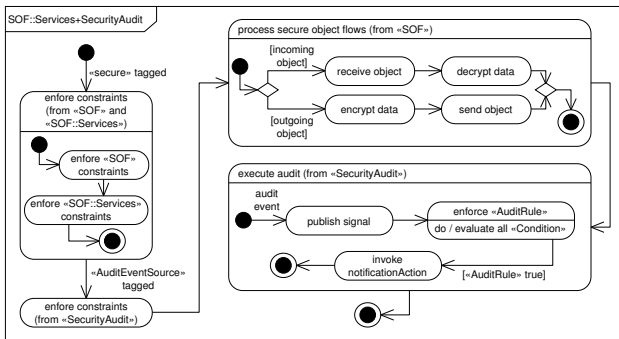 SOF::Services+SecurityAudit
«secure» tagged
enfore constraints
(from «SOF» and
«SOF::Services»)
enfore «SOF»
constraints
enfore «SOF::Services»
constraints
«AuditEventSource»
tagged
enfore constraints
(from «SecurityAudit»)
process secure object flows (from «SOF»)
[incoming
object]
receive object
decrypt data
encrypt data
send object
[outgoing
object]
execute audit (from «SecurityAudit»)
audit
event
publish signal
enforce «AuditRule»
do / evaluate all «Condition»
invoke
notificationAction
[«AuditRule» true]